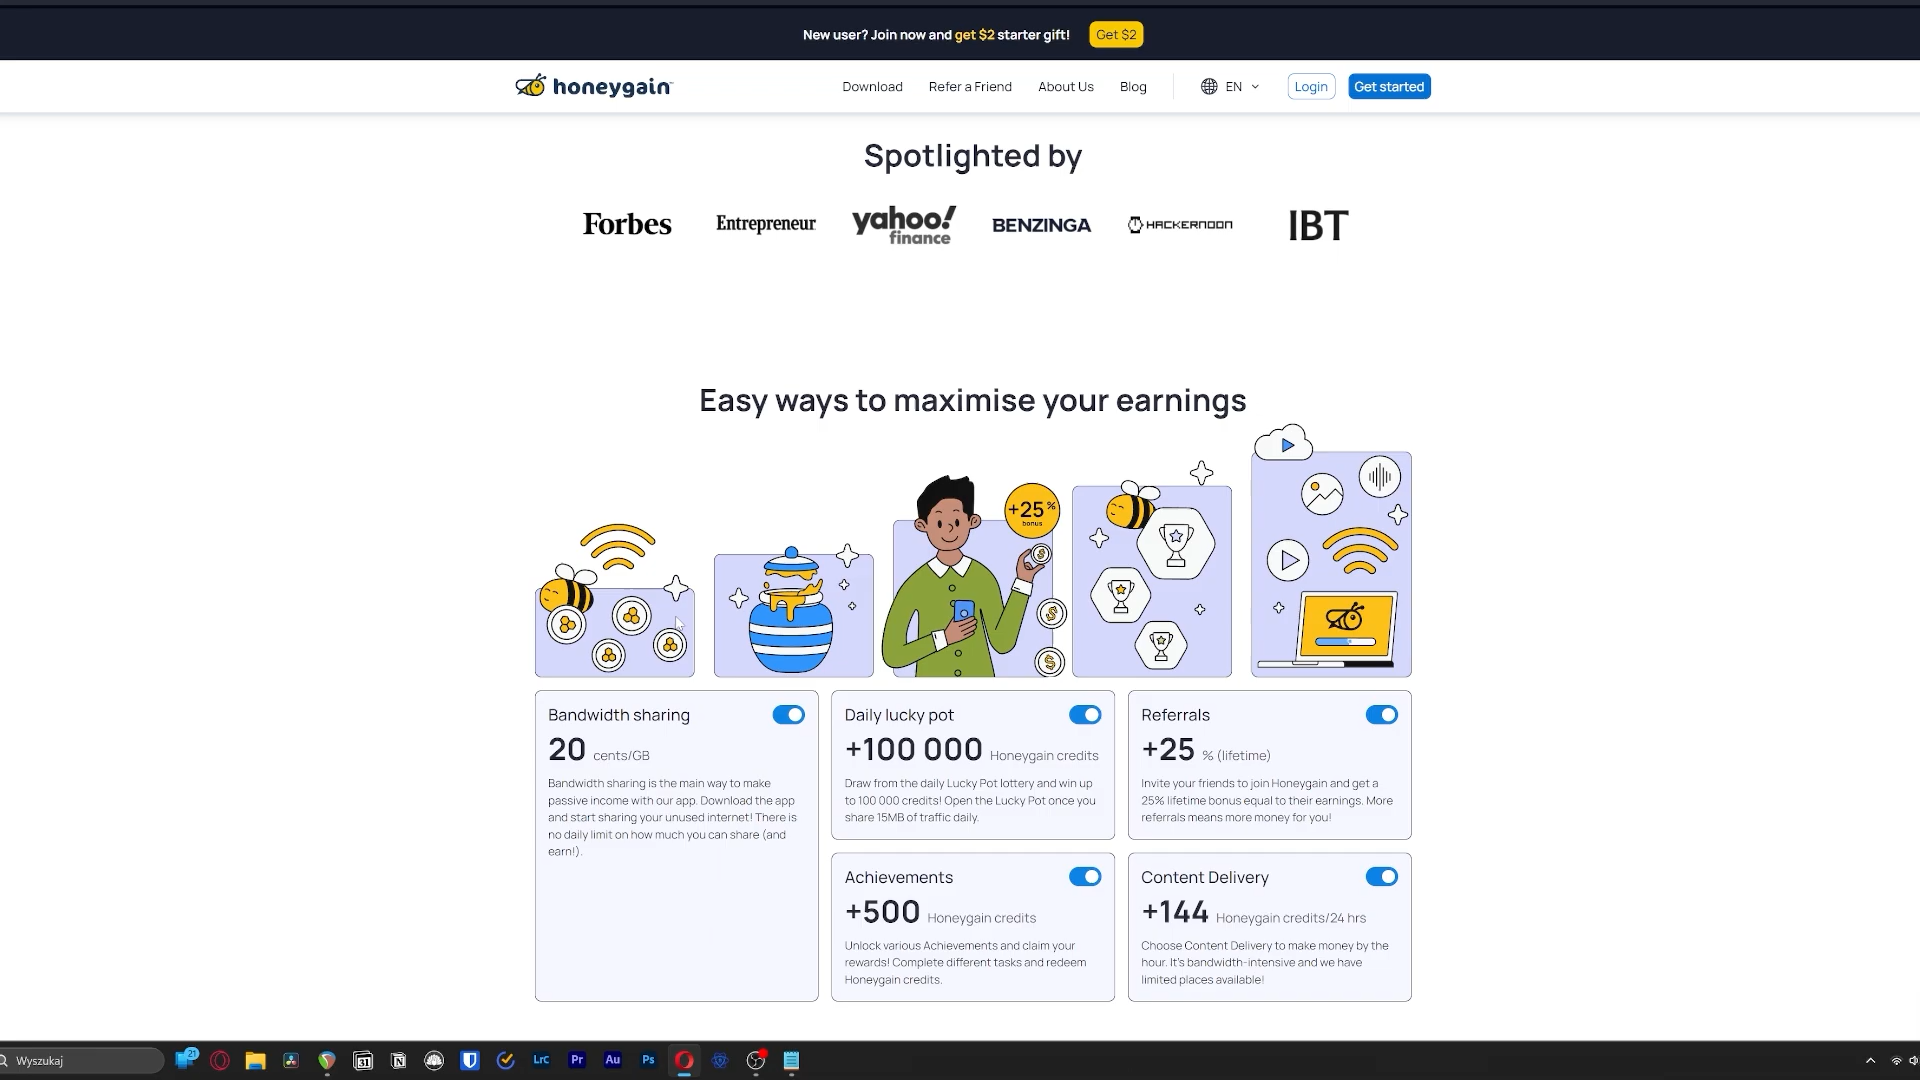 New user? Join now and get $2 starter gift! Get $2
honeygain Download Refer a Friend About Us Blog EN Login Get started
Spotlighted by
Forbes Entrepreneur yahoo! finance BENZINGA HACKERNOON IBT
Easy ways to maximise your earnings
+25%
bonus
Bandwidth sharing
20 cents/GB
Bandwidth sharing is the main way to make
passive income with our app. Download the app
and start sharing your unused internet! There is
no daily limit on how much you can share (and
earn!).
Daily lucky pot
+100 000 Honeygain credits
Draw from the daily Lucky Pot lottery and win up
to 100 000 credits! Open the Lucky Pot once you
share 15MB of traffic daily.
Referrals
+25 % (lifetime)
Invite your friends to join Honeygain and get a
25% lifetime bonus equal to their earnings. More
referrals means more money for you!
Achievements
+500 Honeygain credits
Unlock various Achievements and claim your
rewards! Complete different tasks and redeem
Honeygain credits.
Content Delivery
+144 Honeygain credits/24 hrs
Choose Content Delivery to make money by the
hour. It's bandwidth-intensive and we have
limited places available!
Wyszukaj 21 31 LrC Pr Au Ps